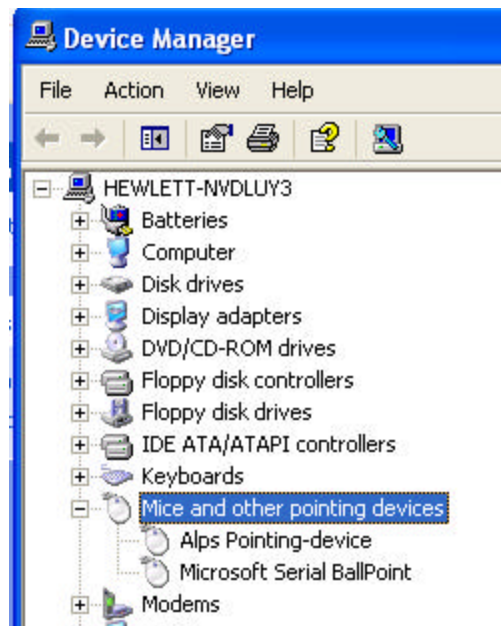 Device Manager
File Action View Help
HEWLETT-NVDLUY3
Batteries
Computer
Disk drives
Display adapters
DVD/CD-ROM drives
Floppy disk controllers
Floppy disk drives
IDE ATA/ATAPI controllers
Keyboards
Mice and other pointing devices
Alps Pointing-device
Microsoft Serial BallPoint
Modems